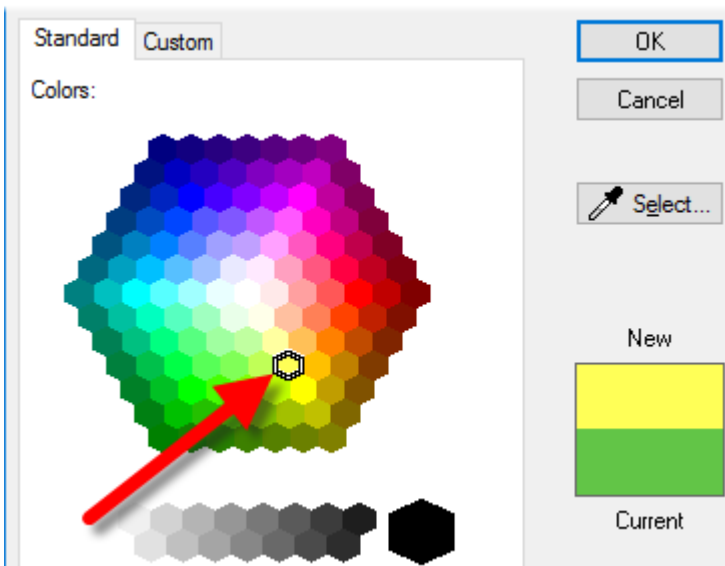 Standard
Custom
Colors:
OK
Cancel
Select...
New
Current